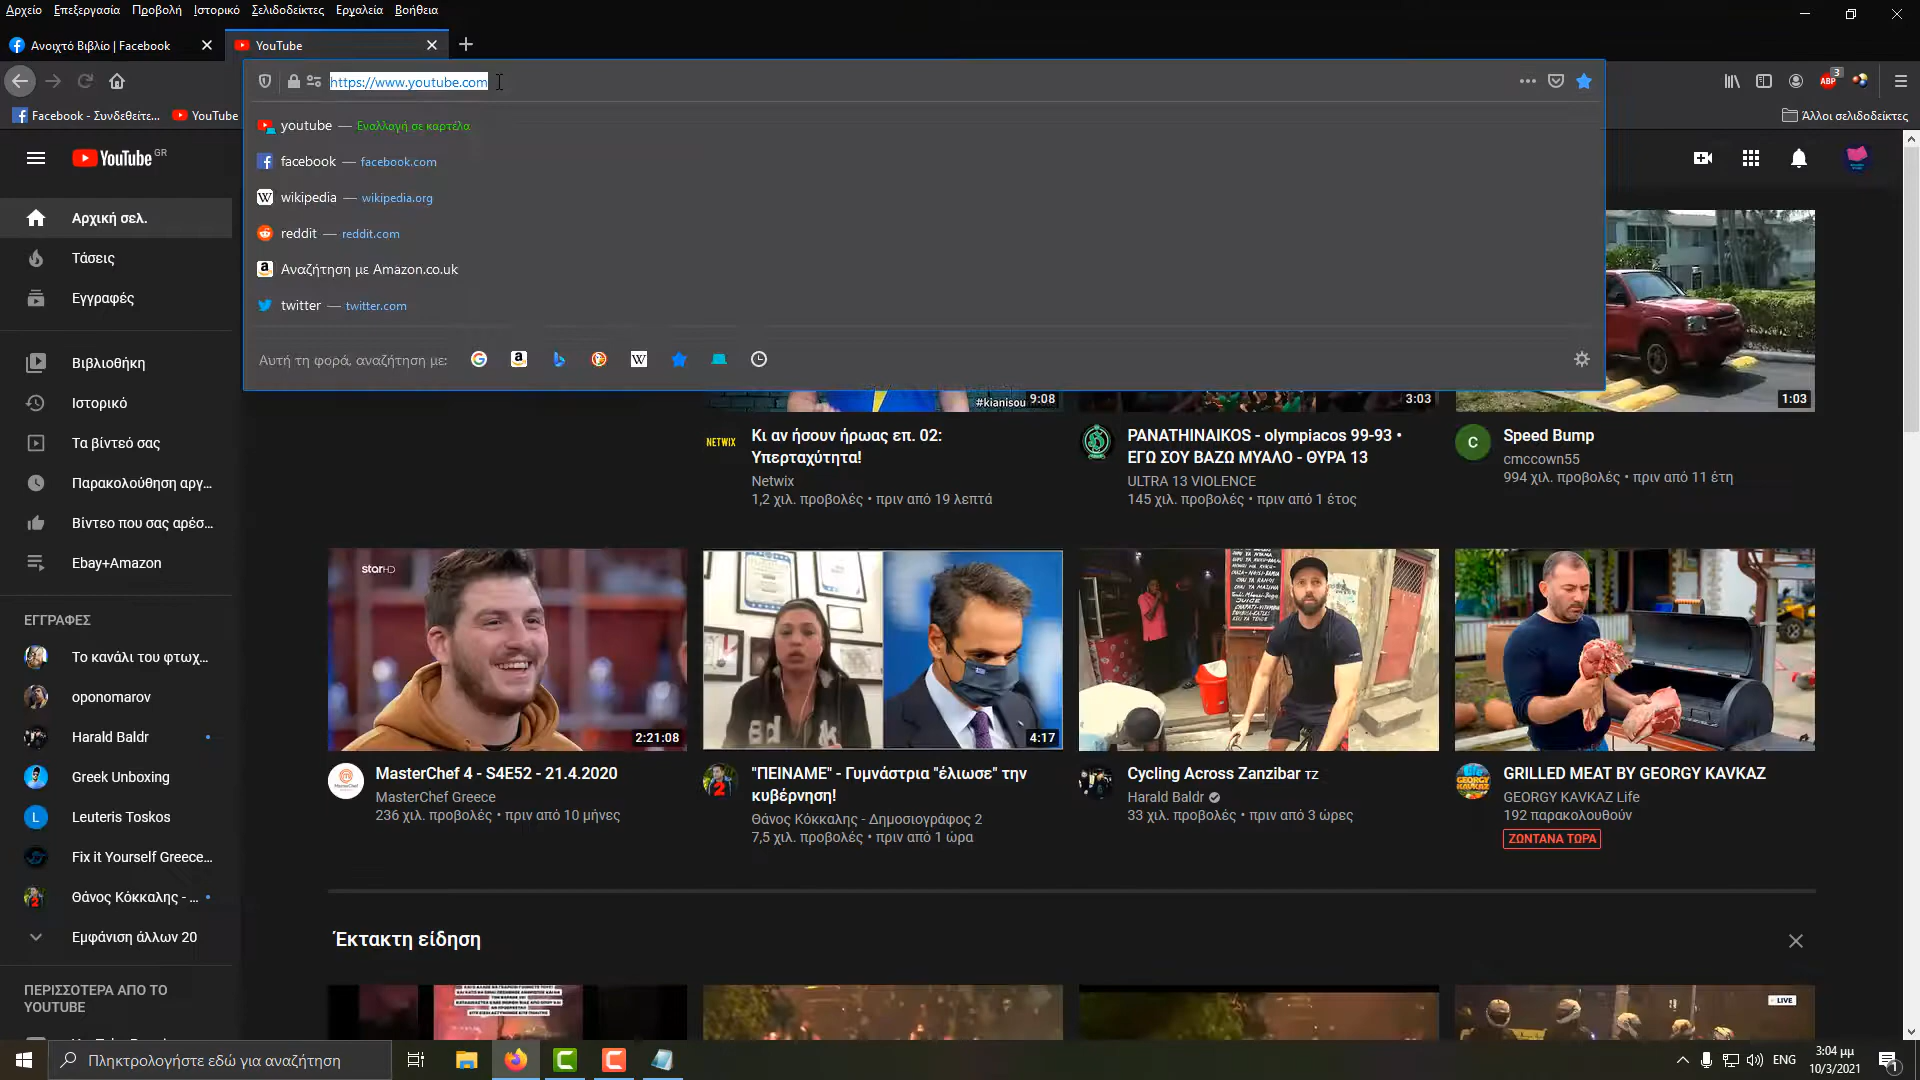 Αρχείο Επεξεργασία Προβολή Ιστορικό Σελιδοδείκτες Εργαλεία Βοήθεια
Ανοιχτό Βιβλίο | Facebook
YouTube
https://www.youtube.com
ABP 3
Facebook - Συνδεθείτε...
YouTube
Άλλοι σελιδοδείκτες
youtube — Εναλλαγή σε καρτέλα
facebook — facebook.com
wikipedia — wikipedia.org
reddit — reddit.com
Αναζήτηση με Amazon.co.uk
twitter — twitter.com
Αυτή τη φορά, αναζήτηση με:
YouTube GR
Αρχική σελ.
Τάσεις
Εγγραφές
Βιβλιοθήκη
Ιστορικό
Τα βίντεό σας
Παρακολούθηση αργ...
Βίντεο που σας αρέσ...
Ebay+Amazon
ΕΓΓΡΑΦΕΣ
Το κανάλι του φτωχ...
oponomarov
Harald Baldr
Greek Unboxing
L Leuteris Toskos
Fix it Yourself Greece...
Θάνος Κόκκαλης - ...
Εμφάνιση άλλων 20
ΠΕΡΙΣΣΟΤΕΡΑ ΑΠΟ ΤΟ
YOUTUBE
#kianisou 9:08
3:03
1:03
NETWIX
Κι αν ήσουν ήρωας επ. 02:
Υπερταχύτητα!
Netwix
1,2 χιλ. προβολές • πριν από 19 λεπτά
PANATHINAIKOS - olympiacos 99-93 •
ΕΓΩ ΣΟΥ ΒΑΖΩ ΜΥΑΛΟ - ΘΥΡΑ 13
ULTRA 13 VIOLENCE
145 χιλ. προβολές • πριν από 1 έτος
C
Speed Bump
cmccown55
994 χιλ. προβολές • πριν από 11 έτη
starHD
2:21:08
4:17
MasterChef 4 - S4E52 - 21.4.2020
MasterChef Greece
236 χιλ. προβολές • πριν από 10 μήνες
"ΠΕΙΝΑΜΕ" - Γυμνάστρια "έλιωσε" την
κυβέρνηση!
Θάνος Κόκκαλης - Δημοσιογράφος 2
7,5 χιλ. προβολές • πριν από 1 ώρα
Cycling Across Zanzibar TZ
Harald Baldr
33 χιλ. προβολές • πριν από 3 ώρες
GRILLED MEAT BY GEORGY KAVKAZ
GEORGY KAVKAZ Life
192 παρακολουθούν
ΖΩΝΤΑΝΑ ΤΩΡΑ
Έκτακτη είδηση
LIVE
Πληκτρολογήστε εδώ για αναζήτηση
ENG
3:04 μμ
10/3/2021
1